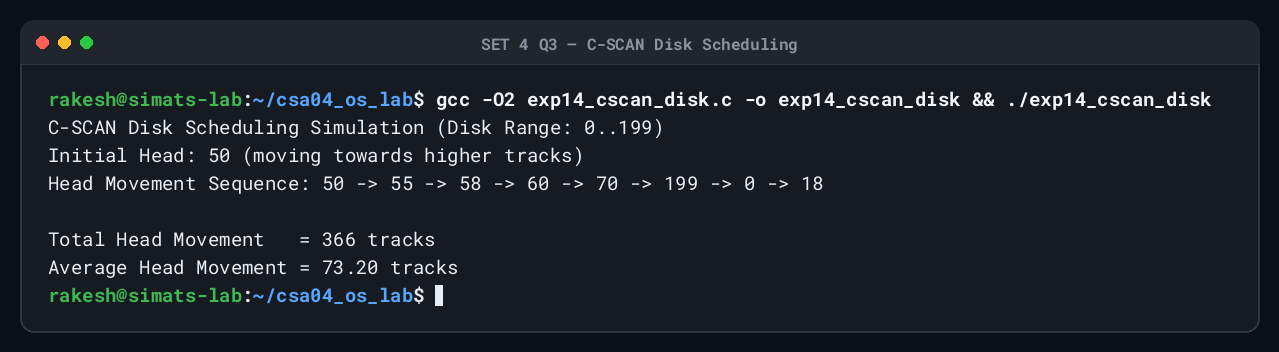 SET 4 Q3 — C-SCAN Disk Scheduling
rakesh@simats-lab:~/csa04_os_lab$ gcc -O2 exp14_cscan_disk.c -o exp14_cscan_disk && ./exp14_cscan_disk
C-SCAN Disk Scheduling Simulation (Disk Range: 0..199)
Initial Head: 50 (moving towards higher tracks)
Head Movement Sequence: 50 -> 55 -> 58 -> 60 -> 70 -> 199 -> 0 -> 18
Total Head Movement   = 366 tracks
Average Head Movement = 73.20 tracks
rakesh@simats-lab:~/csa04_os_lab$